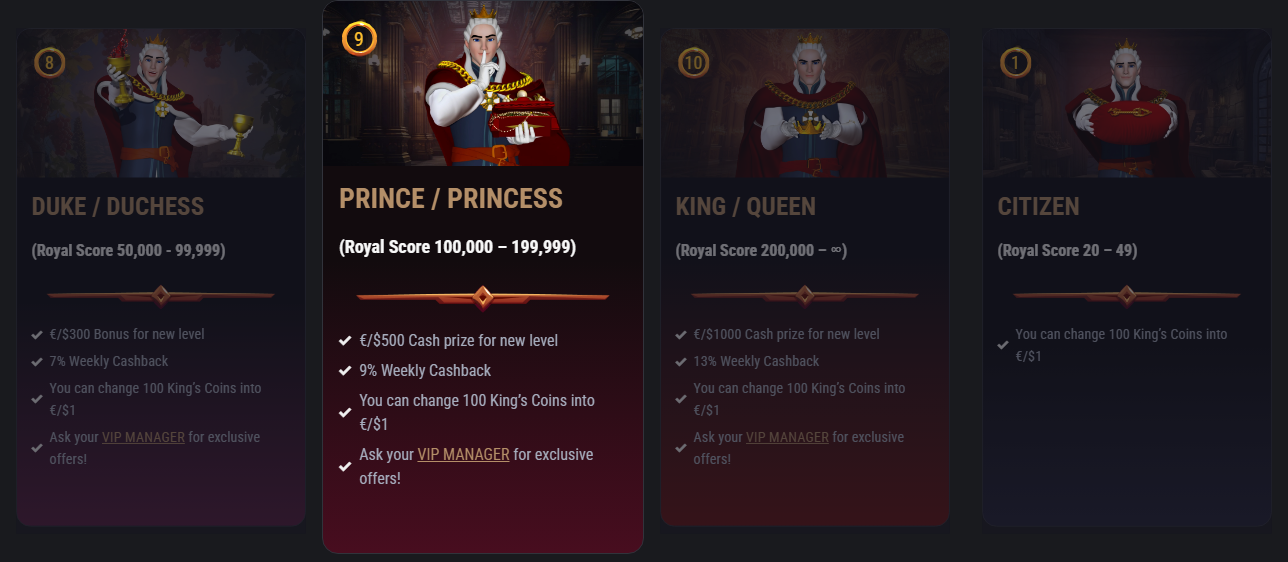 8
DUKE / DUCHESS
(Royal Score 50,000 - 99,999)
€/$300 Bonus for new level
7% Weekly Cashback
You can change 100 King's Coins into
€/$1
Ask your VIP MANAGER for exclusive
offers!
9
PRINCE / PRINCESS
(Royal Score 100,000 – 199,999)
€/$500 Cash prize for new level
9% Weekly Cashback
You can change 100 King's Coins into
€/$1
Ask your VIP MANAGER for exclusive
offers!
10
KING / QUEEN
(Royal Score 200,000 – ∞)
€/$1000 Cash prize for new level
13% Weekly Cashback
You can change 100 King's Coins into
€/$1
Ask your VIP MANAGER for exclusive
offers!
1
CITIZEN
(Royal Score 20 – 49)
You can change 100 King's Coins into
€/$1